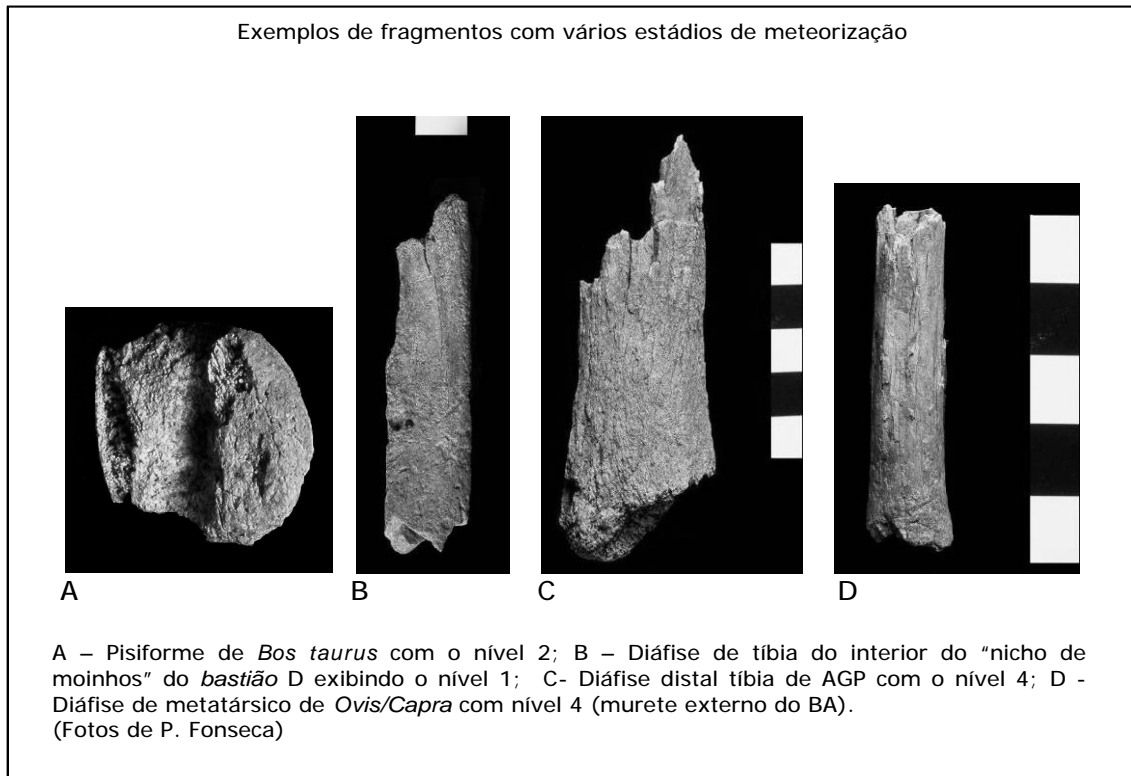 Exemplos de fragmentos com vários estádios de meteorização
A
B
C
D
A – Pisiforme de Bos taurus com o nível 2; B – Diáfise de tíbia do interior do "nicho de
moinhos" do bastião D exibindo o nível 1; C- Diáfise distal tíbia de AGP com o nível 4; D -
Diáfise de metatársico de Ovis/Capra com nível 4 (murete externo do BA).
(Fotos de P. Fonseca)